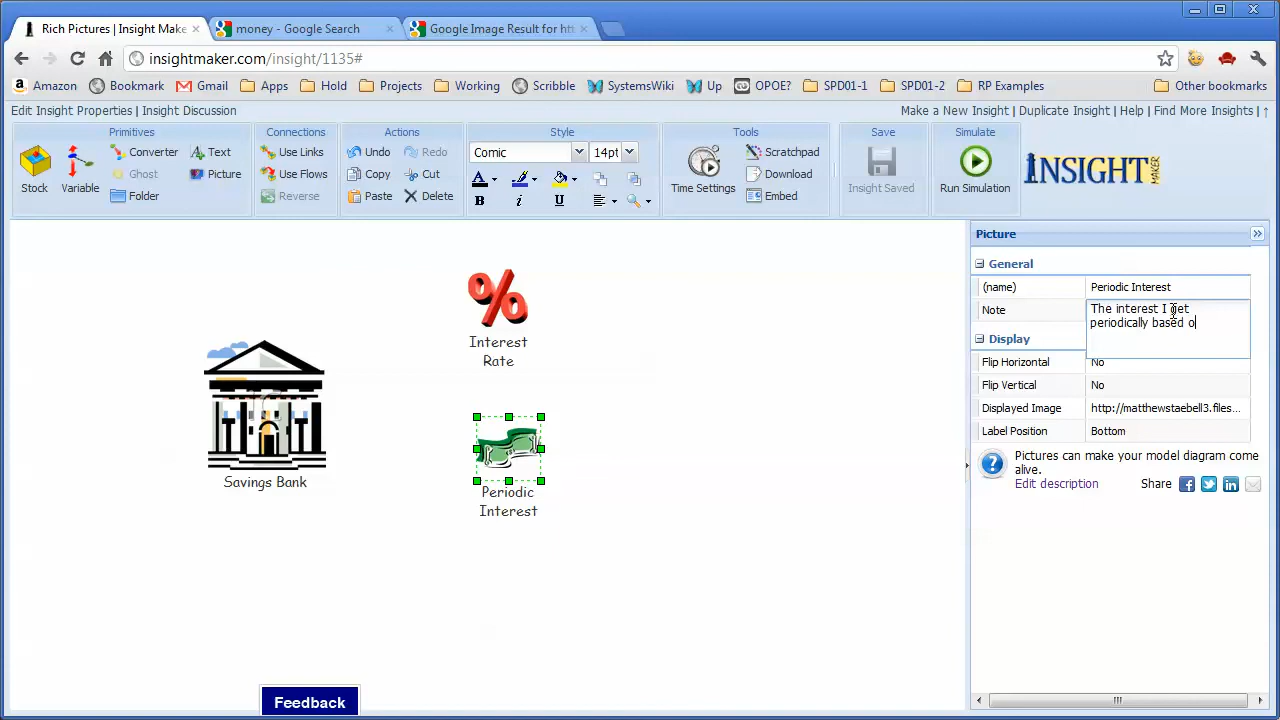 Rich Pictures | Insight Make
money - Google Search
Google Image Result for htt
insightmaker.com/insight/1135#
Amazon Bookmark Gmail Apps Hold Projects Working Scribble SystemsWiki Up OPOE? SPD01-1 SPD01-2 RP Examples Other bookmarks
Edit Insight Properties | Insight Discussion
Make a New Insight | Duplicate Insight | Help | Find More Insights | ↑
Primitives Connections Actions Style Tools Save Simulate
Stock
Variable
Converter
Ghost
Folder
Text
Picture
Use Links
Use Flows
Reverse
Undo
Redo
Copy
Cut
Paste
Delete
Comic
14pt
A
B i U
Time Settings
Scratchpad
Download
Embed
Insight Saved
Run Simulation
INSIGHT
MAKER
%
Interest
Rate
Savings Bank
Periodic
Interest
Picture
General
(name) Periodic Interest
Note The interest I get
periodically based o
Display
Flip Horizontal No
Flip Vertical No
Displayed Image http://matthewstaebell3.files...
Label Position Bottom
Pictures can make your model diagram come
alive.
Edit description Share
Feedback